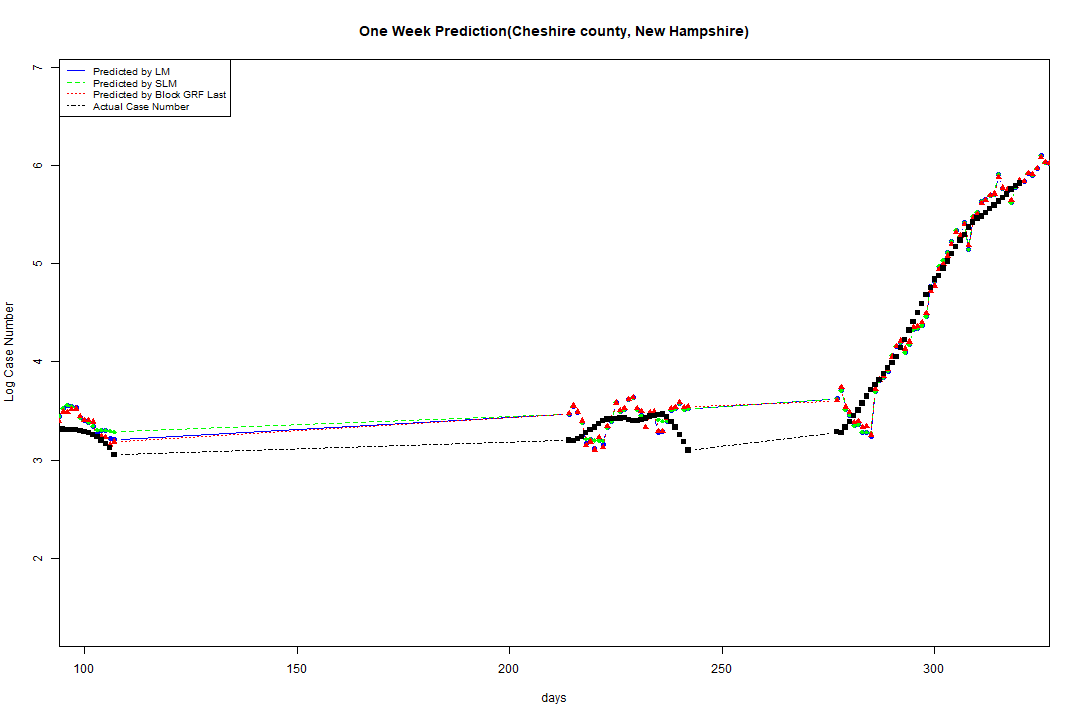 One Week Prediction(Cheshire county, New Hampshire)
Predicted by LM
Predicted by SLM
Predicted by Block GRF Last
Actual Case Number
Log Case Number
7
6
5
4
3
2
100 150 200 250 300
days